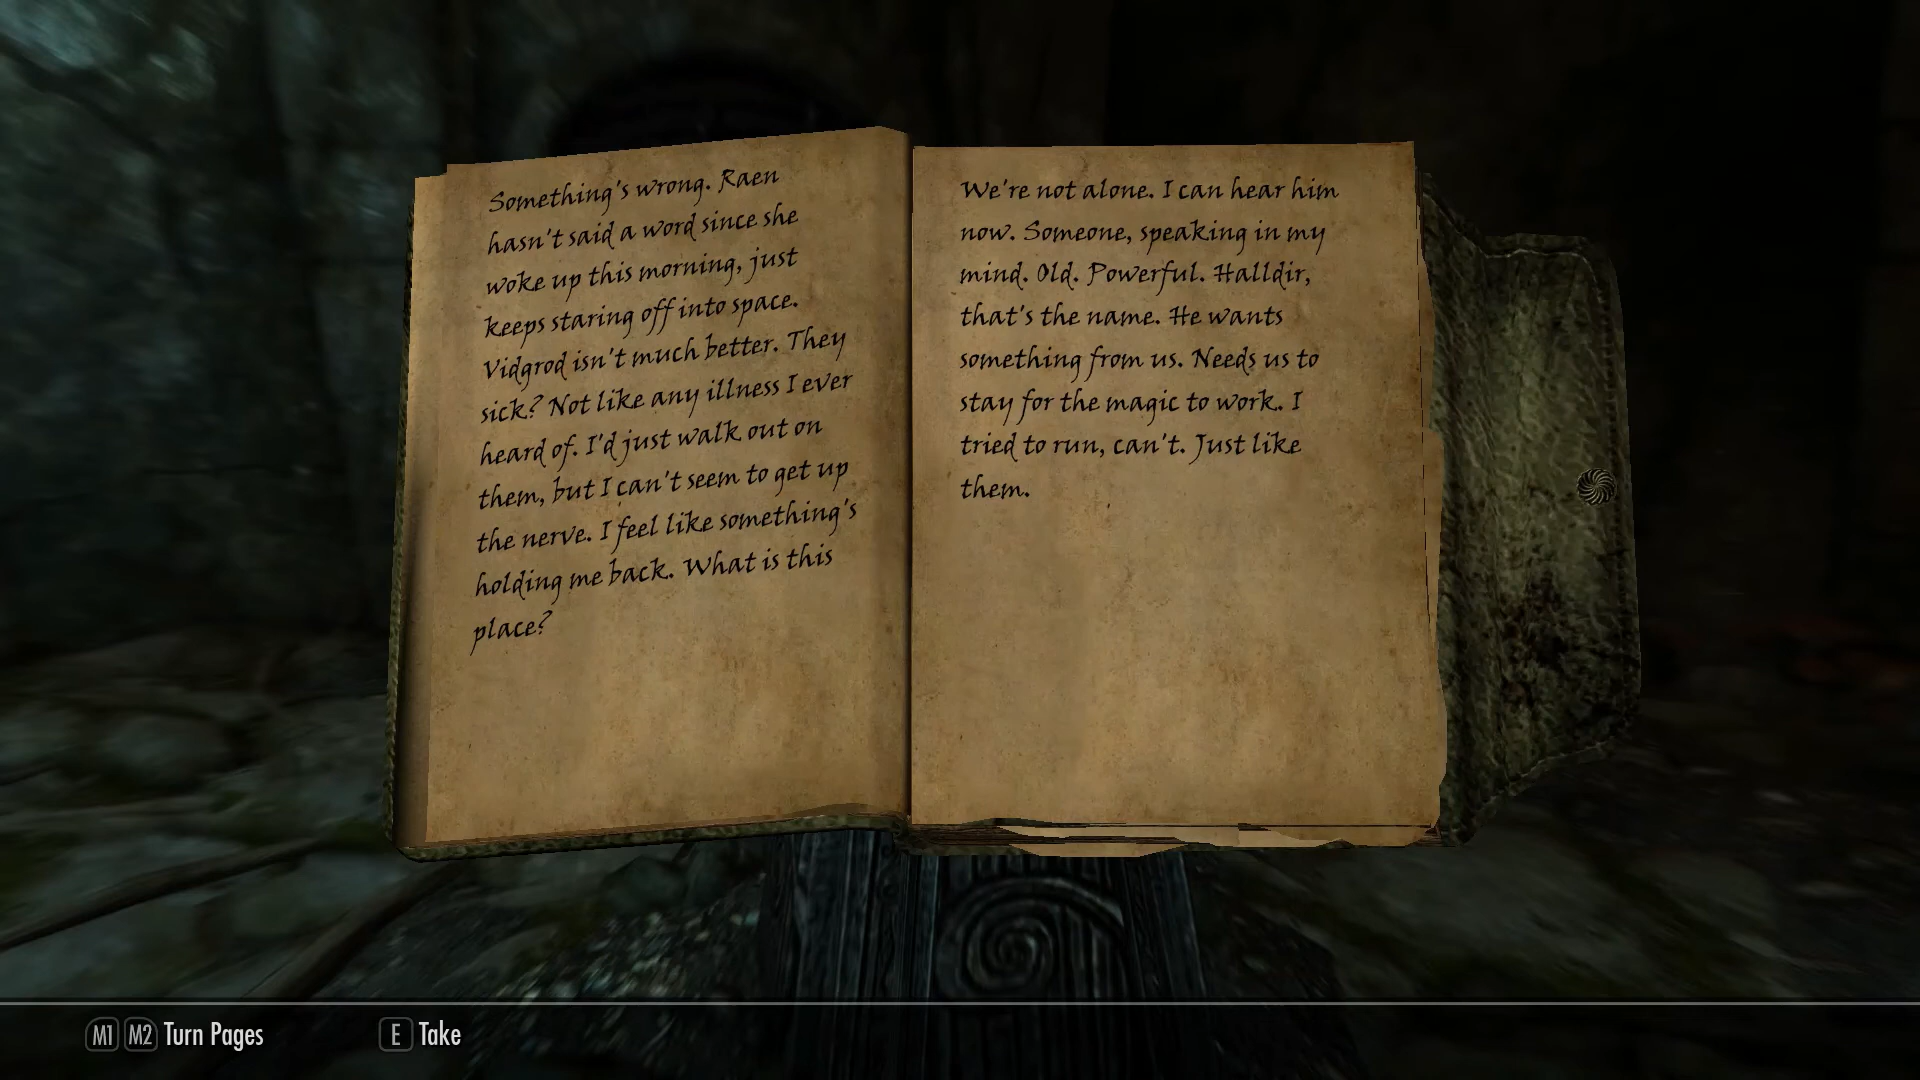 Something's wrong. Raen
hasn't said a word since she
woke up this morning, just
keeps staring off into space.
Vidgrod isn't much better. They
sick? Not like any illness I ever
heard of. I'd just walk out on
them, but I can't seem to get up
the nerve. I feel like something's
holding me back. What is this
place?
We're not alone. I can hear him
now. Someone, speaking in my
mind. Old. Powerful. Halldir,
that's the name. He wants
something from us. Needs us to
stay for the magic to work. I
tried to run, can't. Just like
them.
M1 M2 Turn Pages
E Take